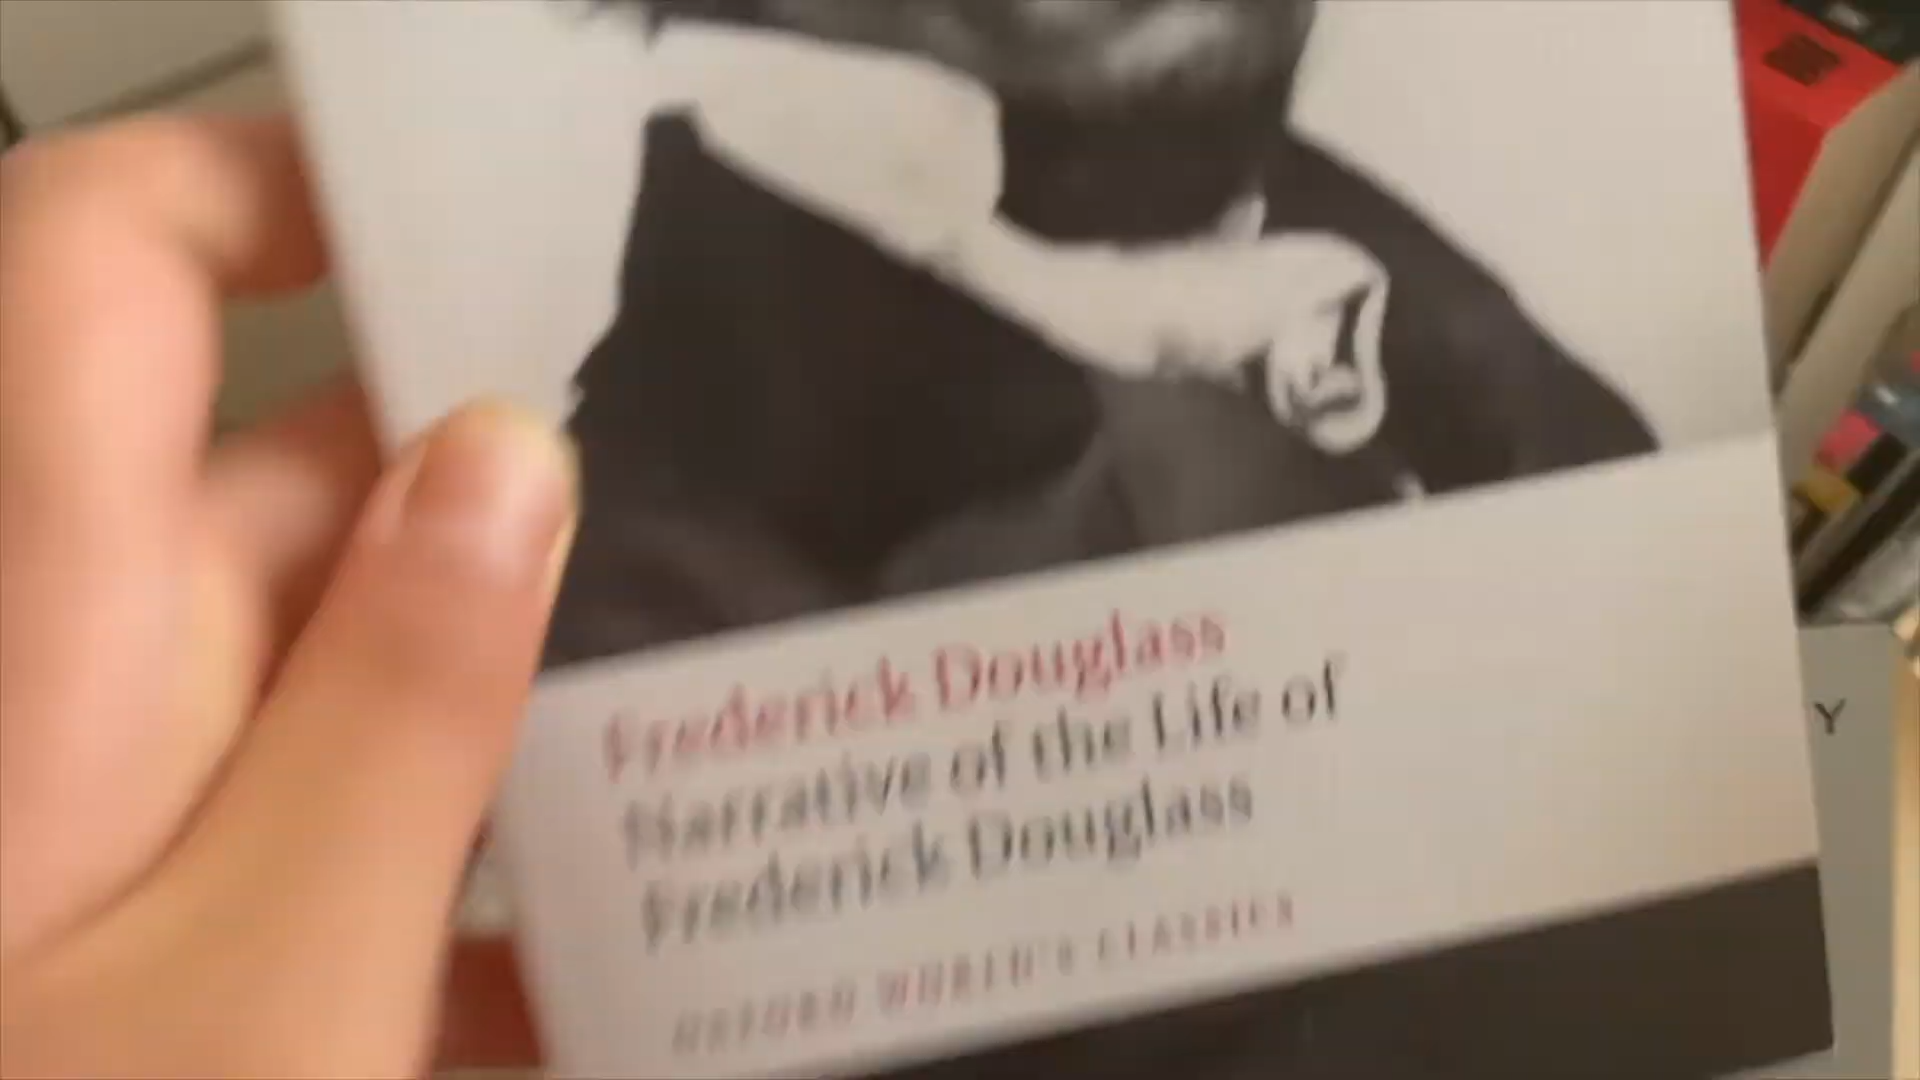 Frederick Douglass
Narrative of the Life of
Frederick Douglass
OXFORD WORLD'S CLASSICS
Y